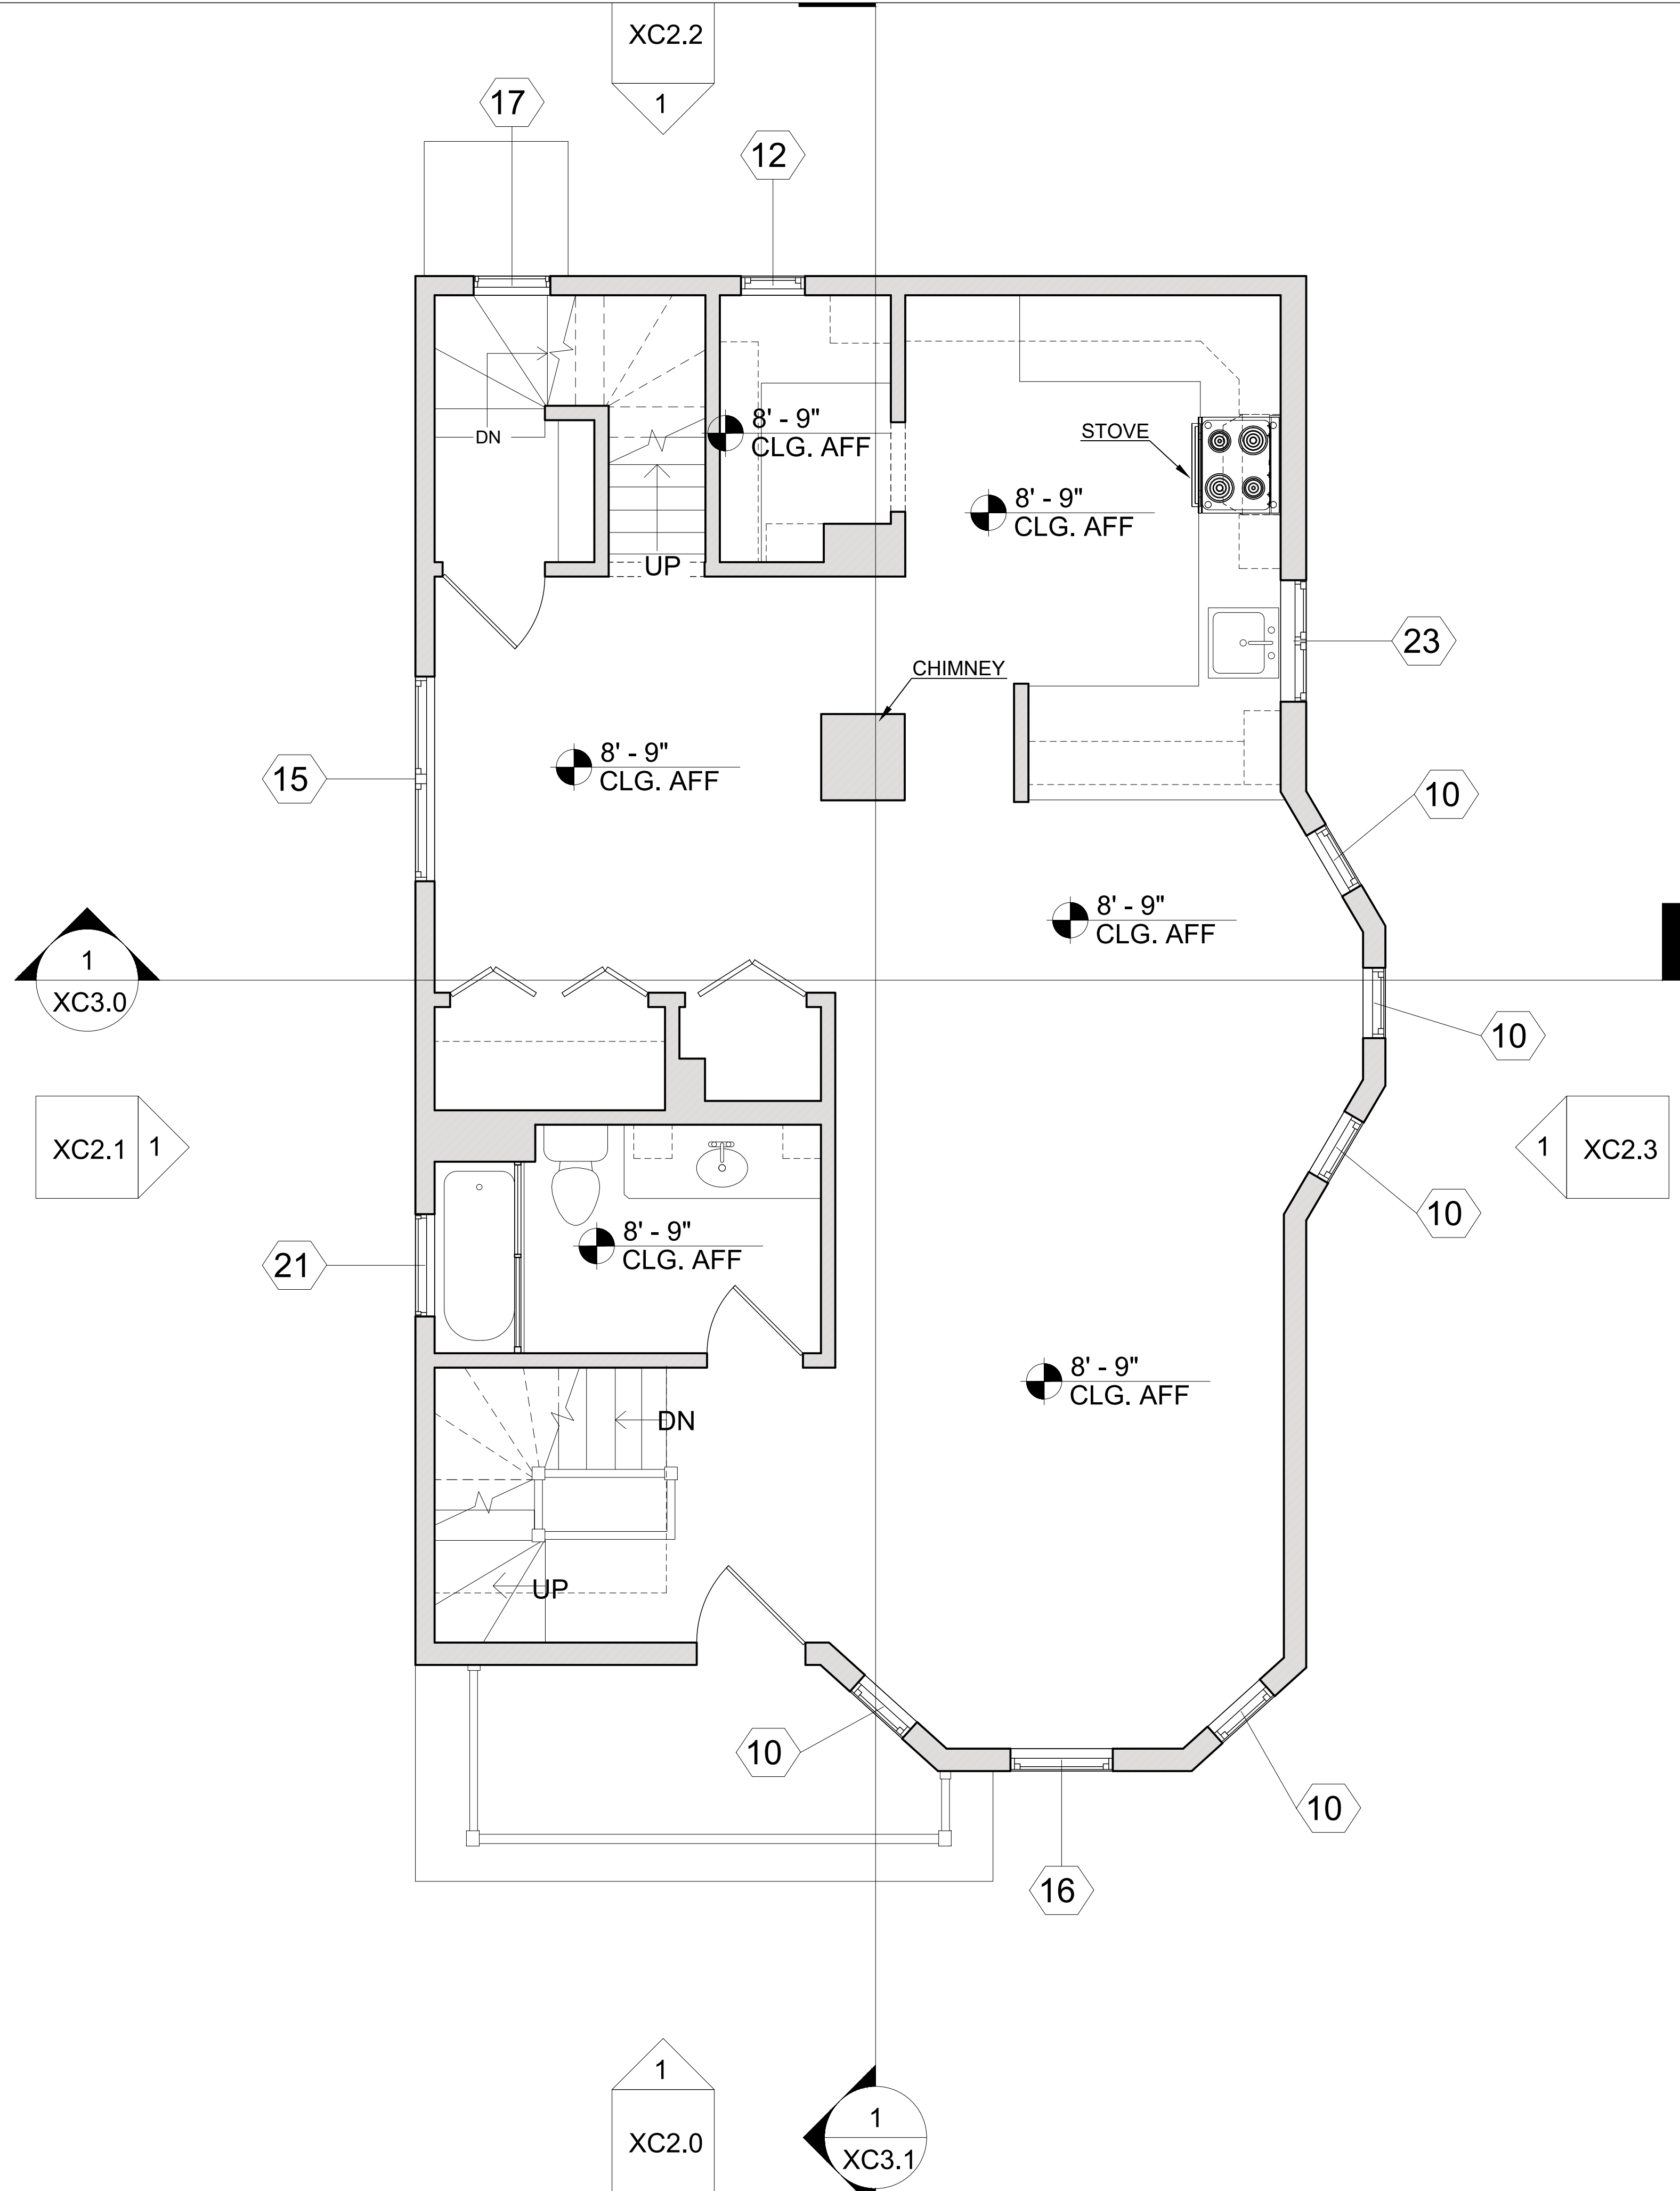 XC2.2
1
17
12
8' - 9"
CLG. AFF
DN
STOVE
8' - 9"
CLG. AFF
UP
23
CHIMNEY
8' - 9"
CLG. AFF
15
10
8' - 9"
CLG. AFF
1
XC3.0
10
XC2.1
1
1
XC2.3
10
8' - 9"
CLG. AFF
21
8' - 9"
CLG. AFF
DN
UP
10
10
16
1
XC2.0
1
XC3.1